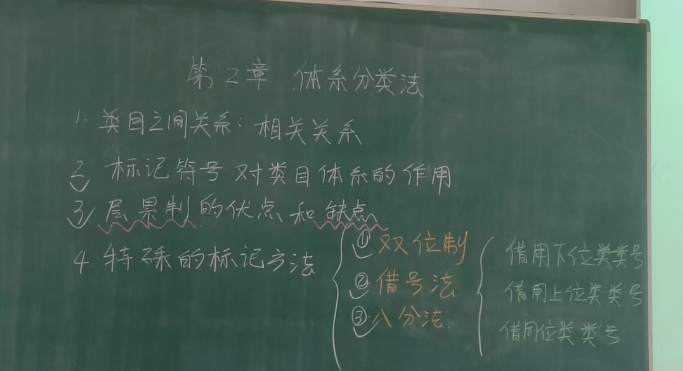 第2章 体系分类法
1. 类目之间关系：相关关系
2 标记符号对类目体系的作用
3 层累制的优点和缺点
4 特殊的标记方法
① 双位制
② 借号法
③ 八分法
借用下位类类号
借用上位类类号
借用位类类号